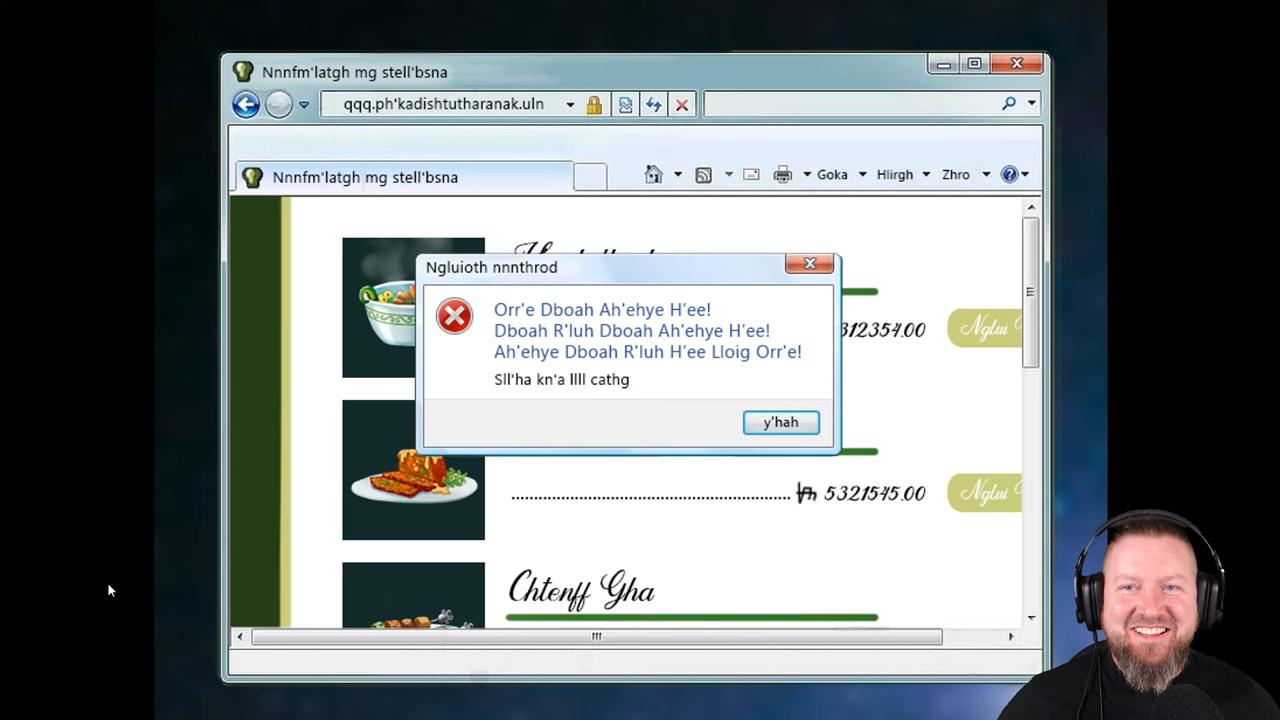 Nnnfm'latgh mg stell'bsna
qqq.ph'kadishtutharanak.uln
Nnnfm'latgh mg stell'bsna
Goka Hlirgh Zhro
Ngluioth nnnthrod
Orr'e Dboah Ah'ehye H'ee!
Dboah R'luh Dboah Ah'ehye H'ee!
Ah'ehye Dboah R'luh H'ee Lloig Orr'e!
Sll'ha kn'a llll cathg
y'hah
312354.00 Nglui
5321545.00 Nglui
Chtenff Gha